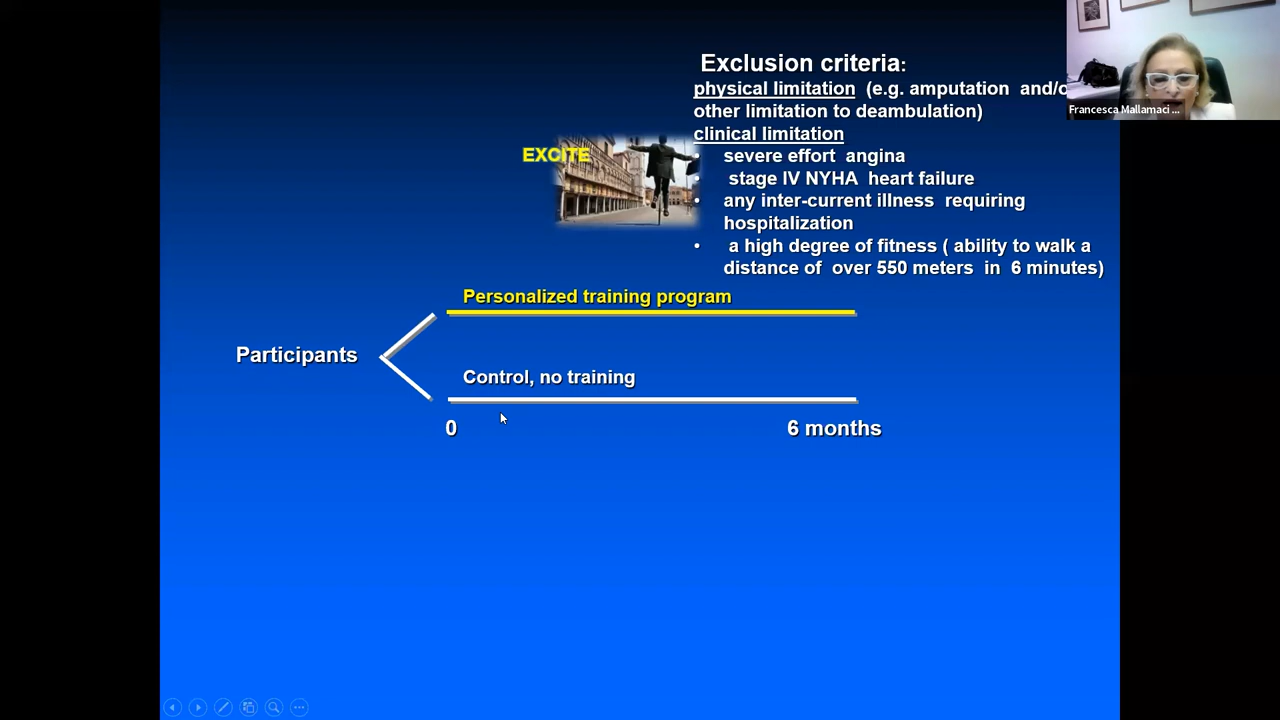 Exclusion criteria:
physical limitation (e.g. amputation and/o
other limitation to deambulation)
clinical limitation
• severe effort angina
• stage IV NYHA heart failure
• any inter-current illness requiring
hospitalization
• a high degree of fitness ( ability to walk a
distance of over 550 meters in 6 minutes)
Francesca Mallamaci ...
EXCITE
Personalized training program
Participants
Control, no training
0
6 months